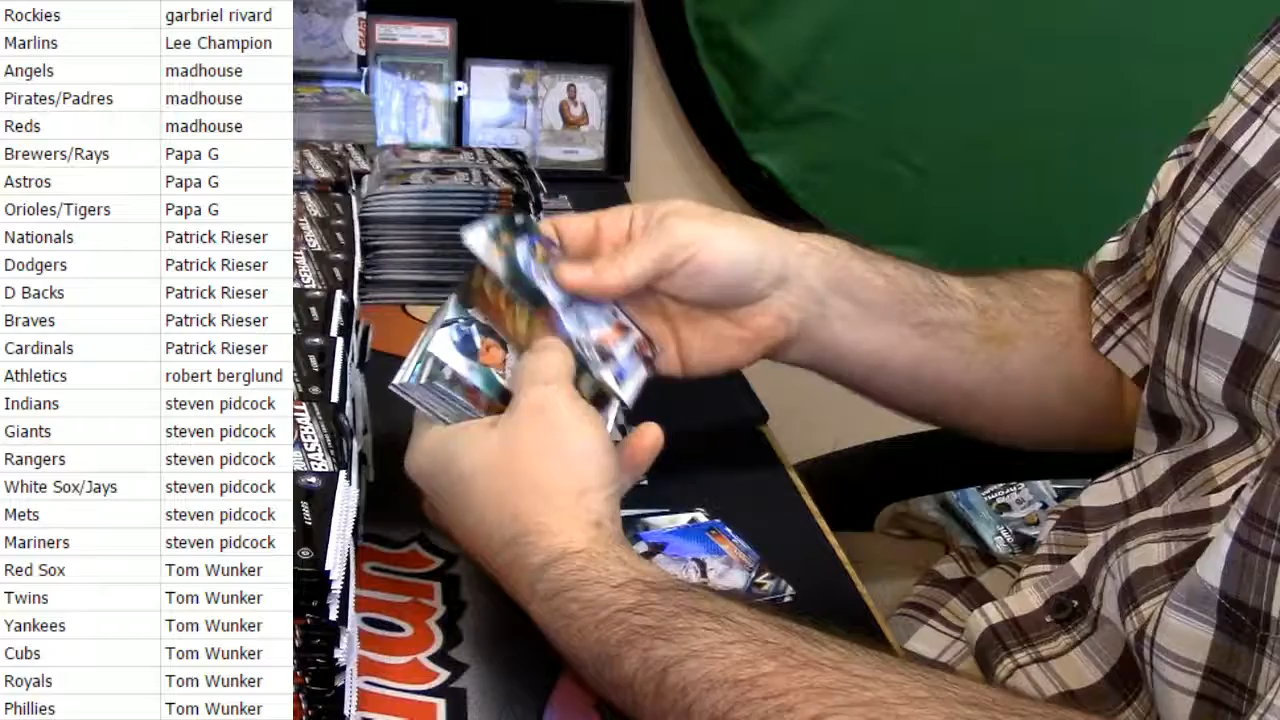 Rockies garbriel rivard
Marlins Lee Champion
Angels madhouse
Pirates/Padres madhouse
Reds madhouse
Brewers/Rays Papa G
Astros Papa G
Orioles/Tigers Papa G
Nationals Patrick Rieser
Dodgers Patrick Rieser
D Backs Patrick Rieser
Braves Patrick Rieser
Cardinals Patrick Rieser
Athletics robert berglund
Indians steven pidcock
Giants steven pidcock
Rangers steven pidcock
White Sox/Jays steven pidcock
Mets steven pidcock
Mariners steven pidcock
Red Sox Tom Wunker
Twins Tom Wunker
Yankees Tom Wunker
Cubs Tom Wunker
Royals Tom Wunker
Phillies Tom Wunker
P
BASEBALL
Chrome